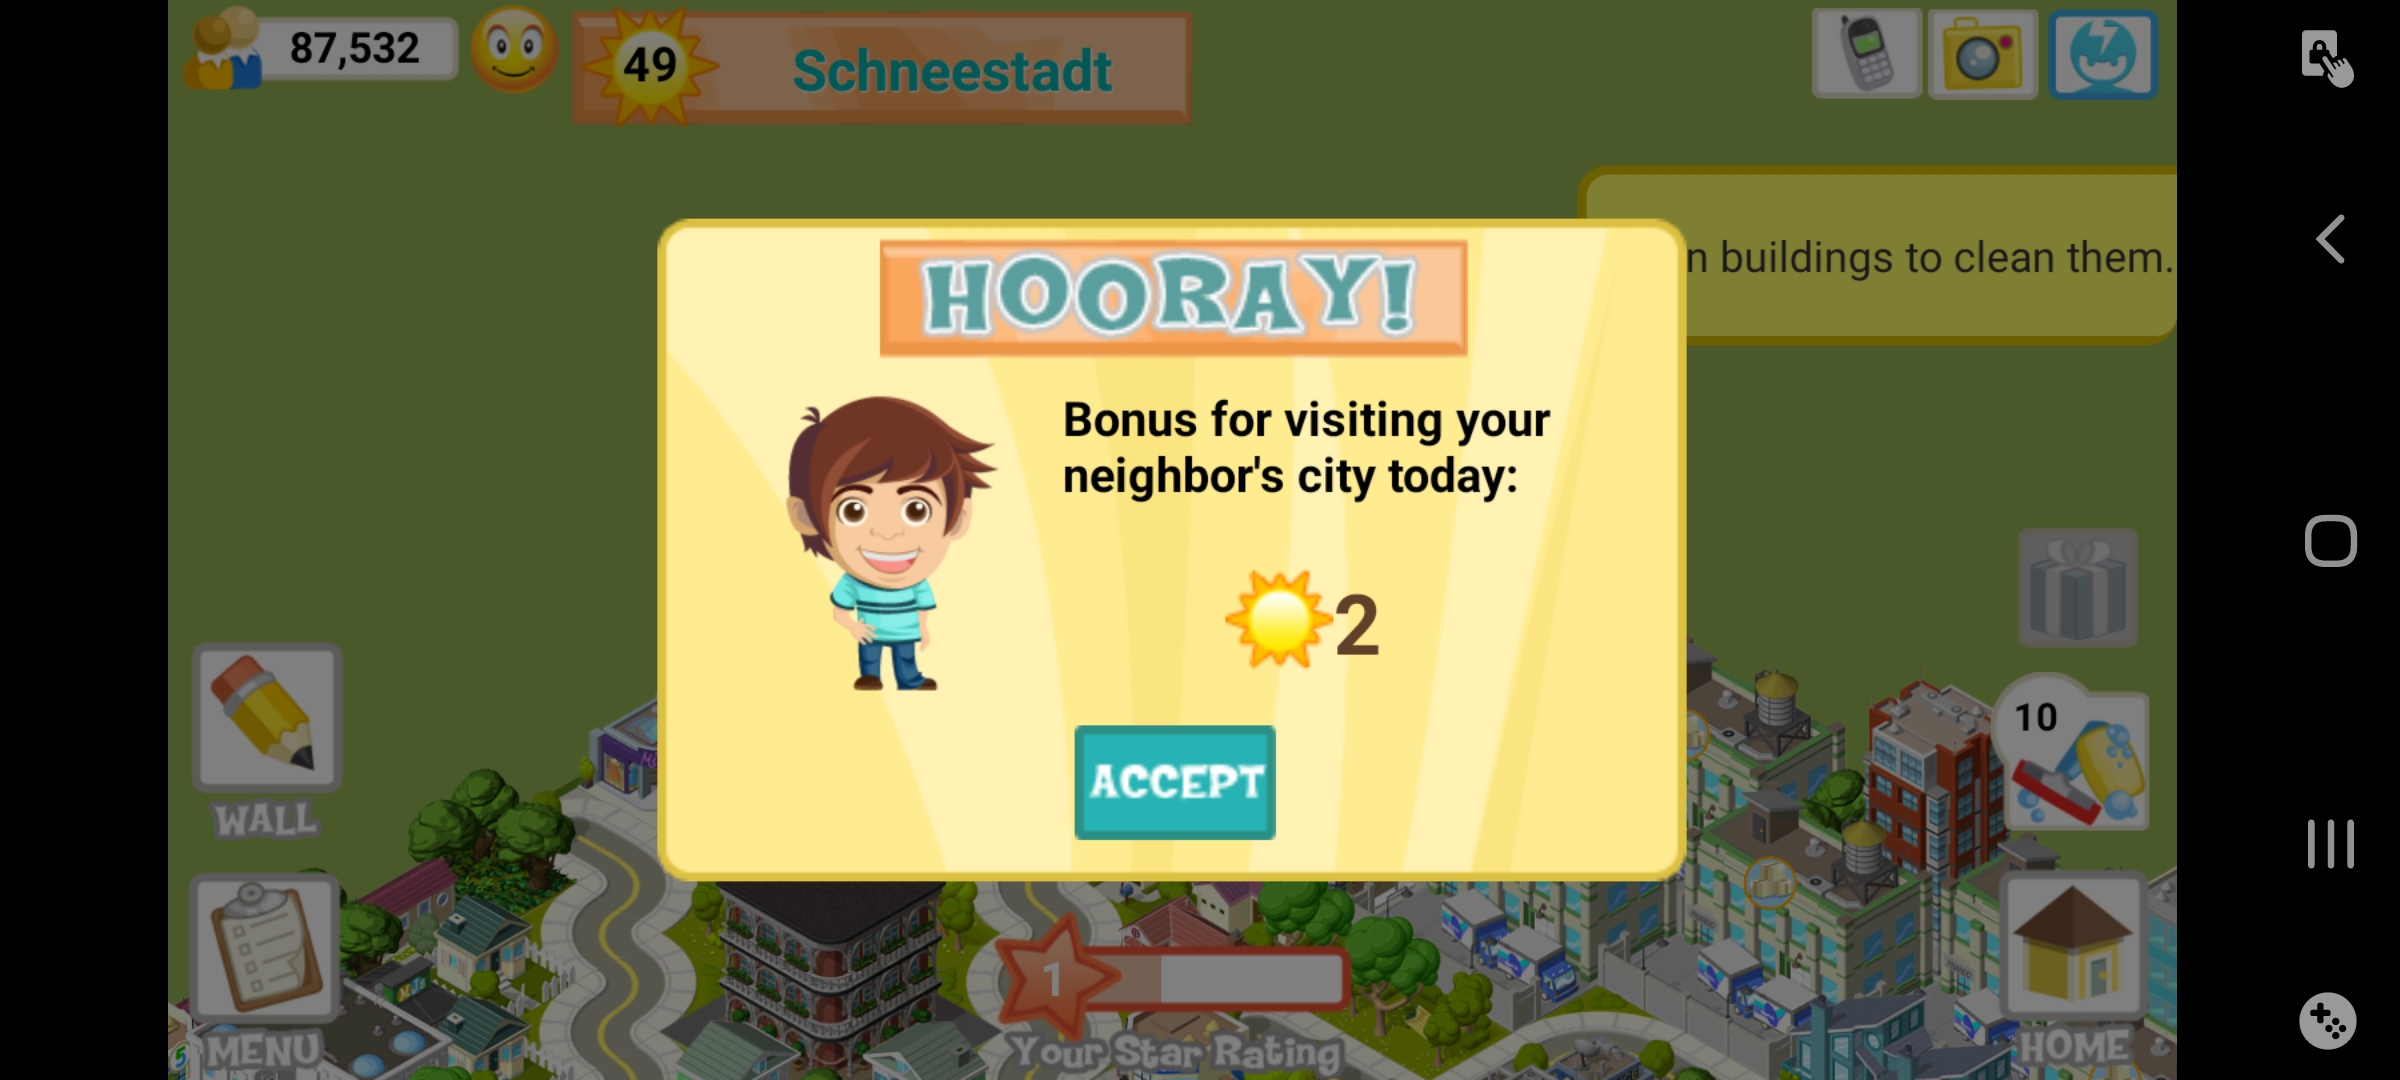 87,532
49
Schneestadt
n buildings to clean them.
HOORAY!
Bonus for visiting your
neighbor's city today:
2
ACCEPT
10
WALL
MENU
1
Your Star Rating
HOME